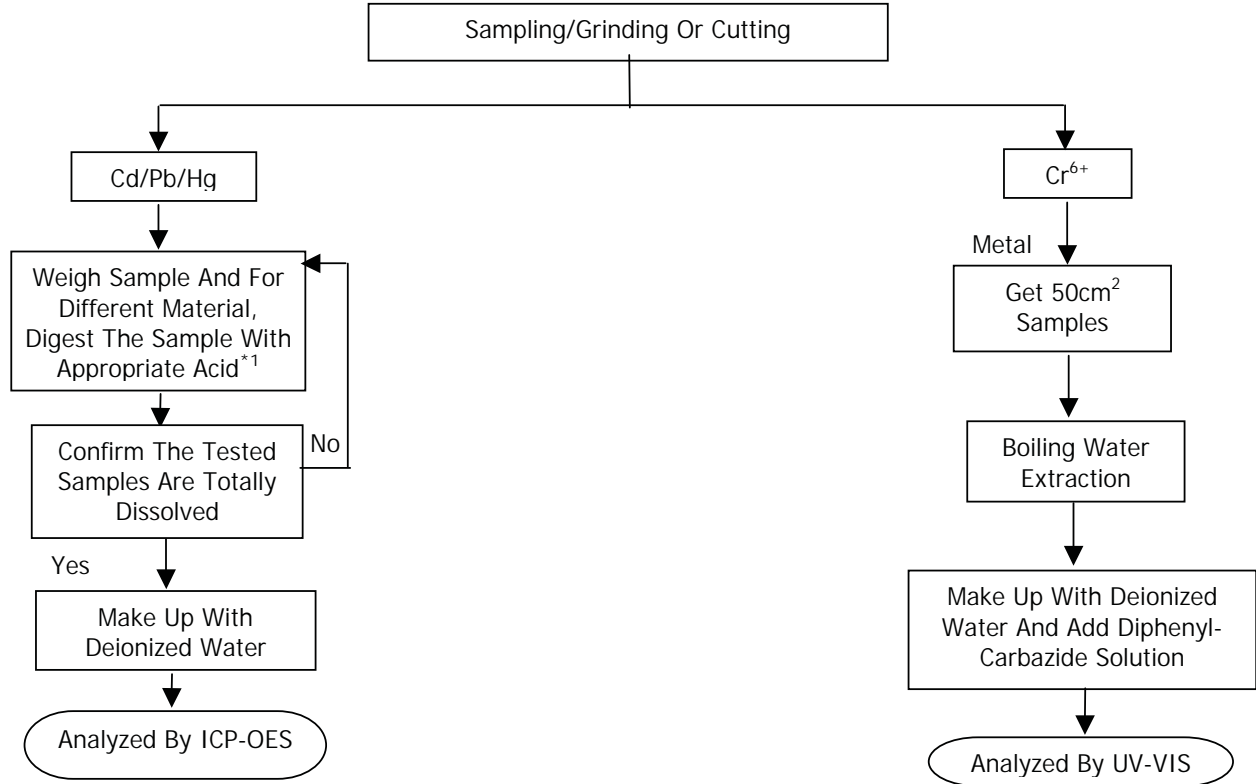 Sampling/Grinding Or Cutting
Cd/Pb/Hg
Weigh Sample And For
Different Material,
Digest The Sample With
Appropriate Acid*1
No
Confirm The Tested
Samples Are Totally
Dissolved
Yes
Make Up With
Deionized Water
Analyzed By ICP-OES
Cr6+
Metal
Get 50cm2
Samples
Boiling Water
Extraction
Make Up With Deionized
Water And Add Diphenyl-
Carbazide Solution
Analyzed By UV-VIS